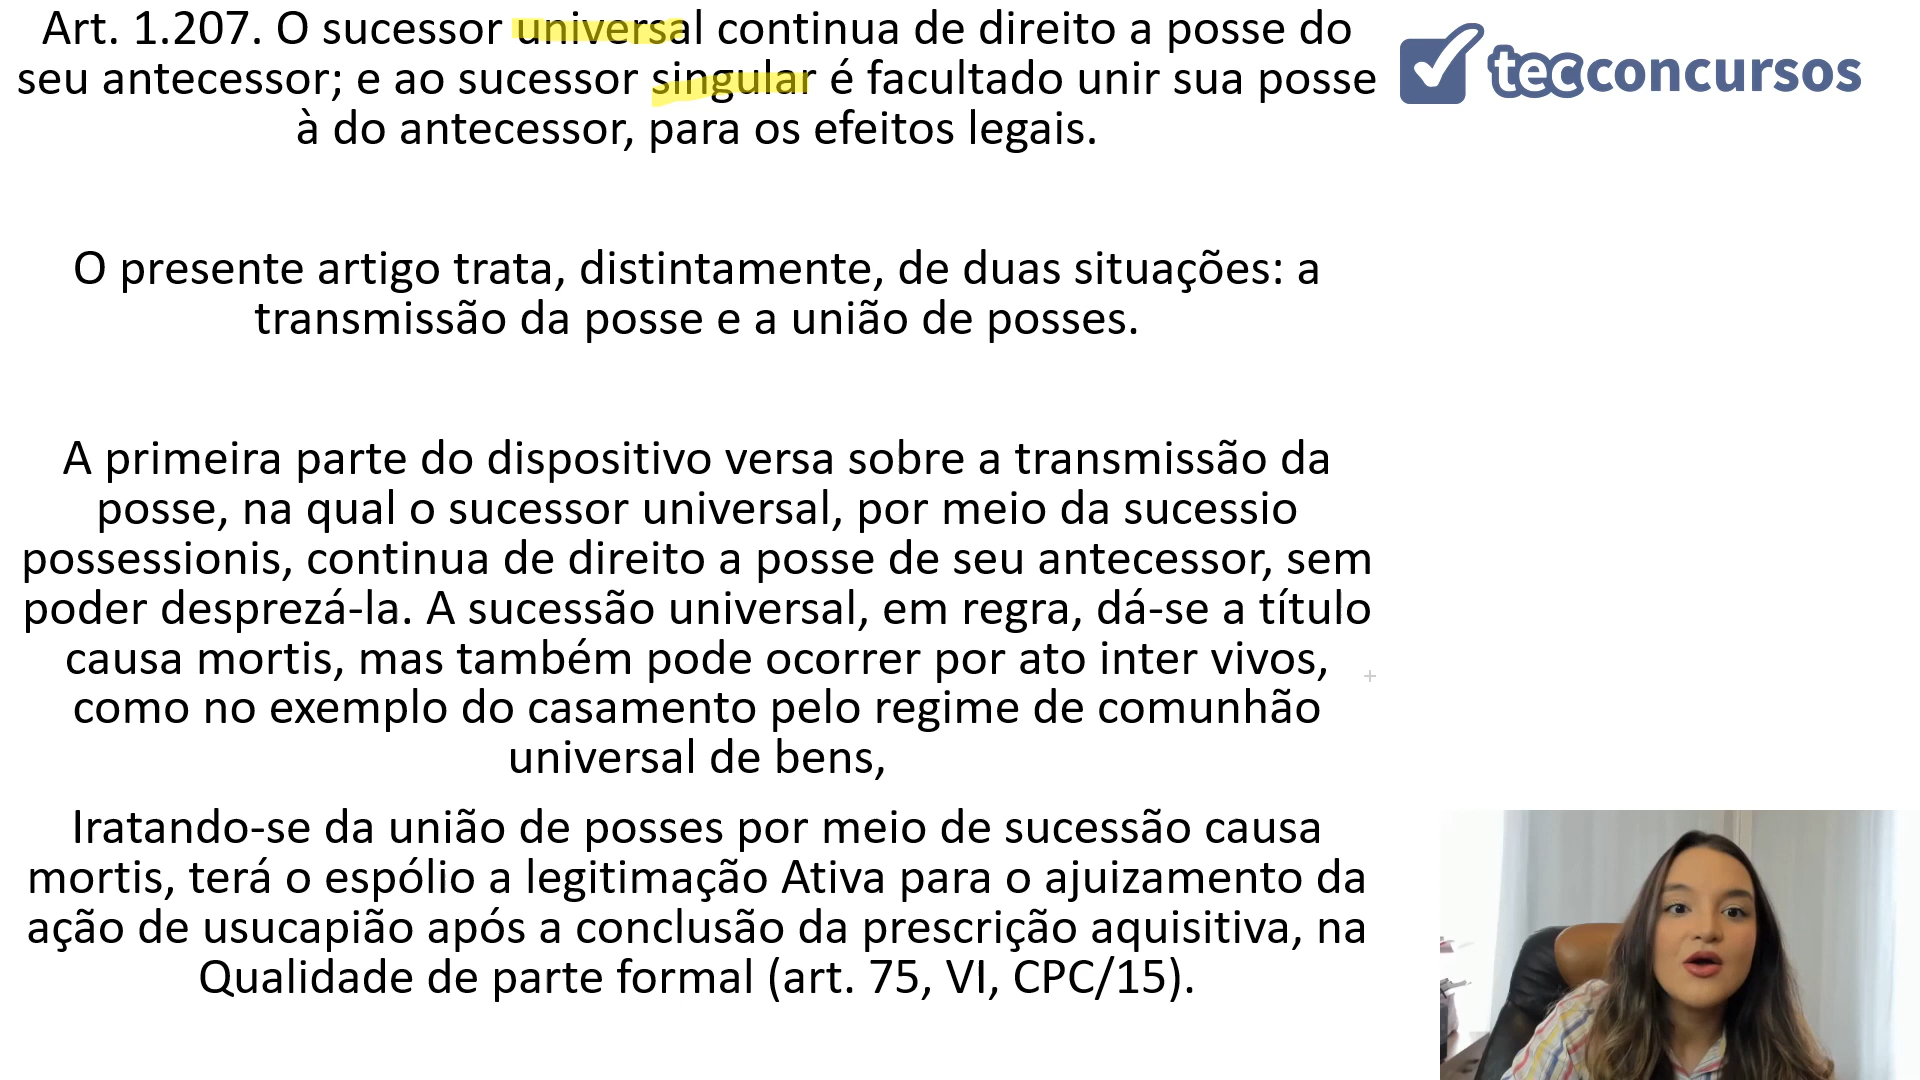 Art. 1.207. O sucessor universal continua de direito a posse do
seu antecessor; e ao sucessor singular é facultado unir sua posse
à do antecessor, para os efeitos legais.
tecconcursos
O presente artigo trata, distintamente, de duas situações: a
transmissão da posse e a união de posses.
A primeira parte do dispositivo versa sobre a transmissão da
posse, na qual o sucessor universal, por meio da sucessio
possessionis, continua de direito a posse de seu antecessor, sem
poder desprezá-la. A sucessão universal, em regra, dá-se a título
causa mortis, mas também pode ocorrer por ato inter vivos,
como no exemplo do casamento pelo regime de comunhão
universal de bens,
Iratando-se da união de posses por meio de sucessão causa
mortis, terá o espólio a legitimação Ativa para o ajuizamento da
ação de usucapião após a conclusão da prescrição aquisitiva, na
Qualidade de parte formal (art. 75, VI, CPC/15).